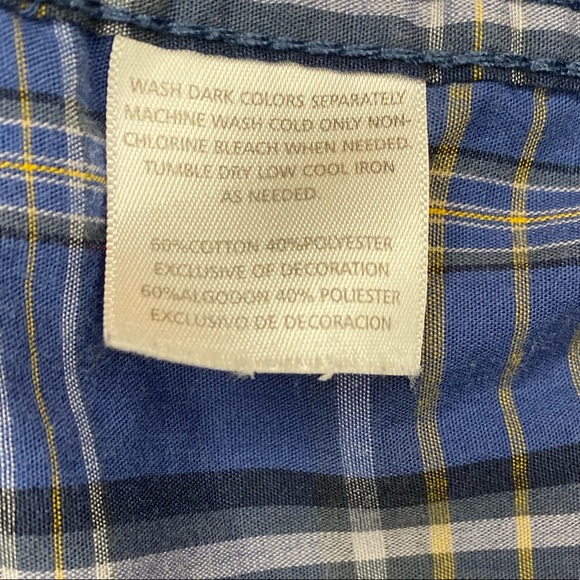 WASH DARK COLORS SEPARATELY
MACHINE WASH COLD ONLY NON-
CHLORINE BLEACH WHEN NEEDED.
TUMBLE DRY LOW COOL IRON
AS NEEDED
60%COTTON 40%POLYESTER
EXCLUSIVE OF DECORATION
60%ALGODON 40% POLIESTER
EXCLUSIVO DE DECORACION